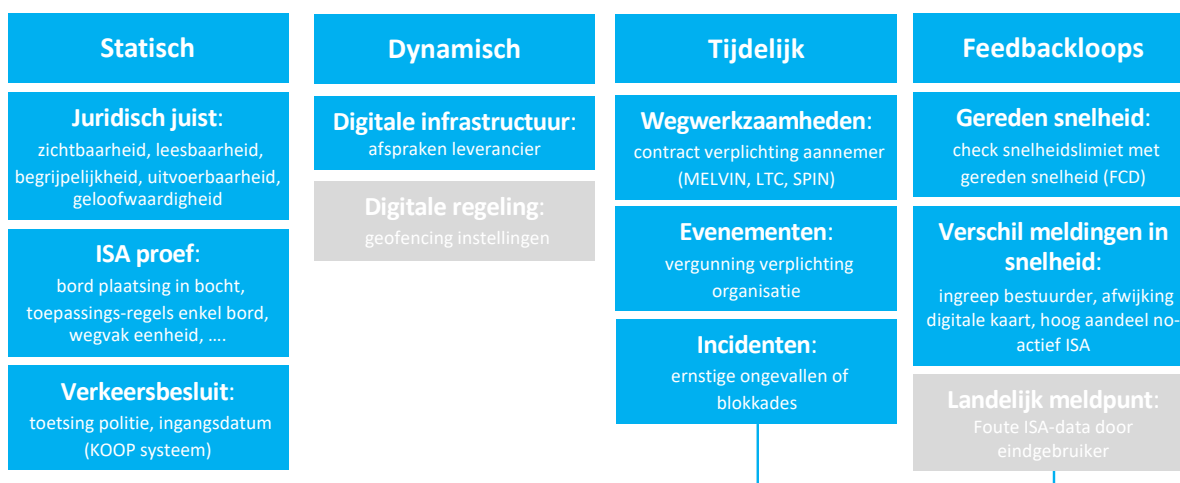 Statisch
Juridisch juist:
zichtbaarheid, leesbaarheid,
begrijpelijkheid, uitvoerbaarheid,
geloofwaardigheid
ISA proef:
bord plaatsing in bocht,
toepassings-regels enkel bord,
wegvak eenheid, ....
Verkeersbesluit:
toetsing politie, ingangsdatum
(KOOP systeem)
Dynamisch
Digitale infrastructuur:
afspraken leverancier
Digitale regeling:
geofencing instellingen
Tijdelijk
Wegwerkzaamheden:
contract verplichting aannemer
(MELVIN, LTC, SPIN)
Evenementen:
vergunning verplichting
organisatie
Incidenten:
ernstige ongevallen of
blokkades
Feedbackloops
Gereden snelheid:
check snelheidslimiet met
gereden snelheid (FCD)
Verschil meldingen in
snelheid:
ingreep bestuurder, afwijking
digitale kaart, hoog aandeel no-
actief ISA
Landelijk meldpunt:
Foute ISA-data door
eindgebruiker